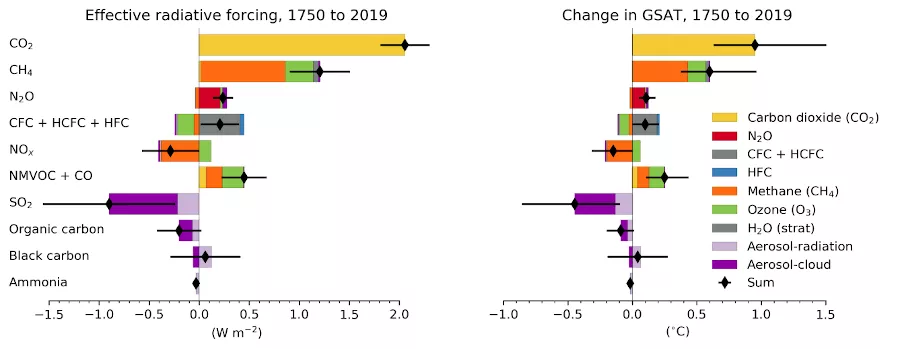 Effective radiative forcing, 1750 to 2019
CO₂
CH₄
N₂O
CFC + HCFC + HFC
NOₓ
NMVOC + CO
SO₂
Organic carbon
Black carbon
Ammonia
−1.5 −1.0 −0.5 0.0 0.5 1.0 1.5 2.0
(W m⁻²)
Change in GSAT, 1750 to 2019
Carbon dioxide (CO₂)
N₂O
CFC + HCFC
HFC
Methane (CH₄)
Ozone (O₃)
H₂O (strat)
Aerosol-radiation
Aerosol-cloud
Sum
−1.0 −0.5 0.0 0.5 1.0 1.5
(°C)